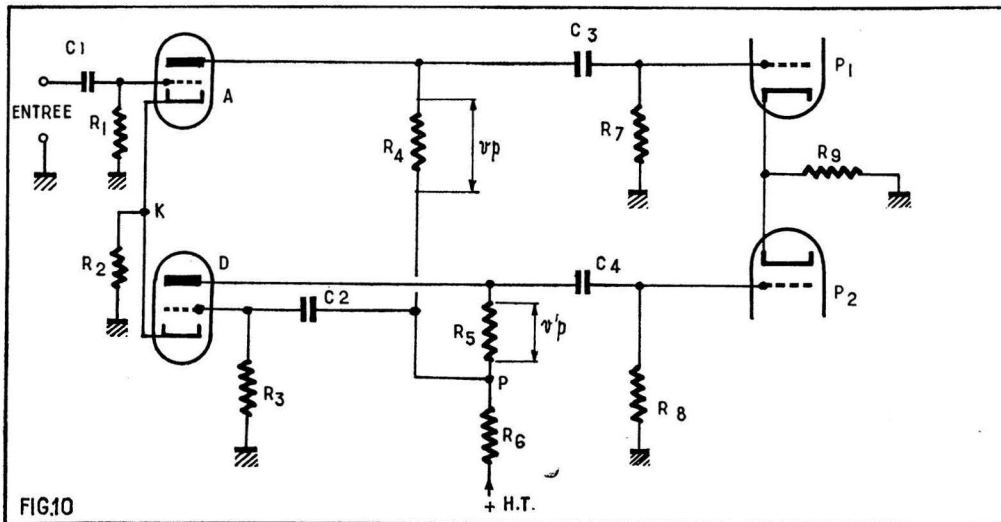 C1
A
ENTREE
R1
K
R2
D
C2
R3
R4
vp
C3
R7
P1
R9
C4
R5
v'p
P
R6
+ H.T.
R8
P2
FIG.10